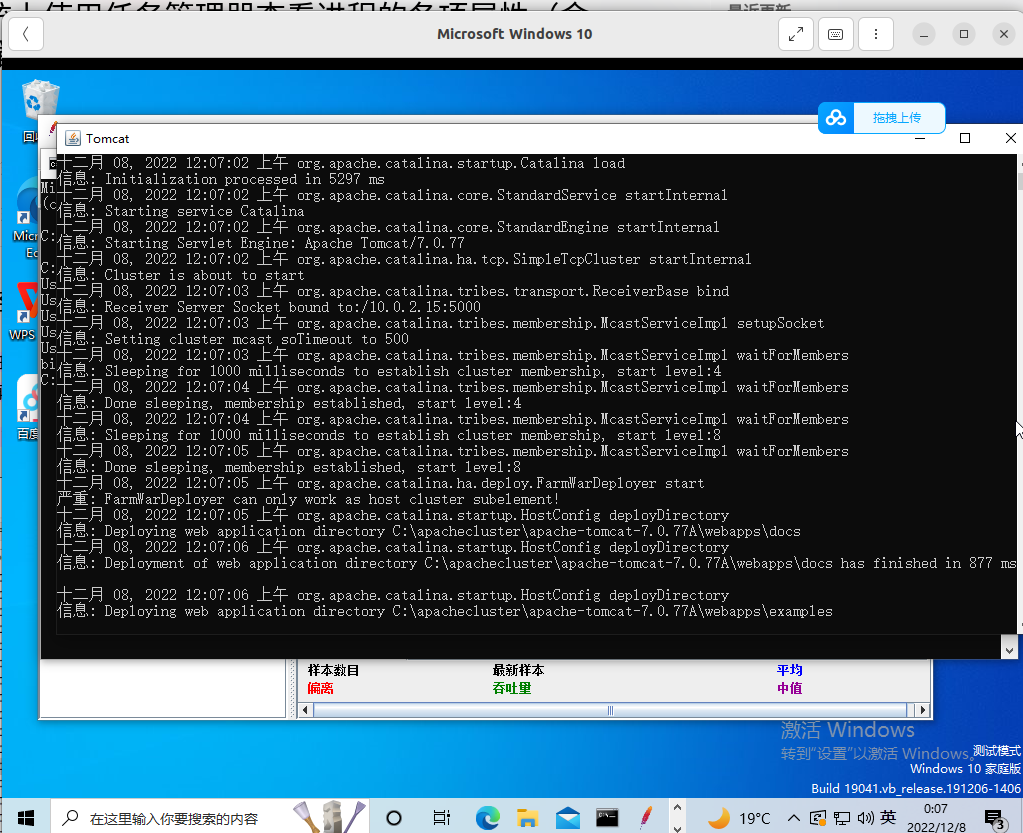 Microsoft Windows 10
拖拽上传
Tomcat
十二月 08, 2022 12:07:02 上午 org.apache.catalina.startup.Catalina load
信息: Initialization processed in 5297 ms
十二月 08, 2022 12:07:02 上午 org.apache.catalina.core.StandardService startInternal
信息: Starting service Catalina
十二月 08, 2022 12:07:02 上午 org.apache.catalina.core.StandardEngine startInternal
信息: Starting Servlet Engine: Apache Tomcat/7.0.77
十二月 08, 2022 12:07:02 上午 org.apache.catalina.ha.tcp.SimpleTcpCluster startInternal
信息: Cluster is about to start
十二月 08, 2022 12:07:03 上午 org.apache.catalina.tribes.transport.ReceiverBase bind
信息: Receiver Server Socket bound to:/10.0.2.15:5000
十二月 08, 2022 12:07:03 上午 org.apache.catalina.tribes.membership.McastServiceImpl setupSocket
信息: Setting cluster mcast soTimeout to 500
十二月 08, 2022 12:07:03 上午 org.apache.catalina.tribes.membership.McastServiceImpl waitForMembers
信息: Sleeping for 1000 milliseconds to establish cluster membership, start level:4
十二月 08, 2022 12:07:04 上午 org.apache.catalina.tribes.membership.McastServiceImpl waitForMembers
信息: Done sleeping, membership established, start level:4
十二月 08, 2022 12:07:04 上午 org.apache.catalina.tribes.membership.McastServiceImpl waitForMembers
信息: Sleeping for 1000 milliseconds to establish cluster membership, start level:8
十二月 08, 2022 12:07:05 上午 org.apache.catalina.tribes.membership.McastServiceImpl waitForMembers
信息: Done sleeping, membership established, start level:8
十二月 08, 2022 12:07:05 上午 org.apache.catalina.ha.deploy.FarmWarDeployer start
严重: FarmWarDeployer can only work as host cluster subelement!
十二月 08, 2022 12:07:05 上午 org.apache.catalina.startup.HostConfig deployDirectory
信息: Deploying web application directory C:\apachecluster\apache-tomcat-7.0.77A\webapps\docs
十二月 08, 2022 12:07:06 上午 org.apache.catalina.startup.HostConfig deployDirectory
信息: Deployment of web application directory C:\apachecluster\apache-tomcat-7.0.77A\webapps\docs has finished in 877 ms
十二月 08, 2022 12:07:06 上午 org.apache.catalina.startup.HostConfig deployDirectory
信息: Deploying web application directory C:\apachecluster\apache-tomcat-7.0.77A\webapps\examples
WPS
样本数目 最新样本 平均
偏离 吞吐量 中值
激活 Windows
转到“设置”以激活 Windows。
测试模式
Windows 10 家庭版
Build 19041.vb_release.191206-1406
在这里输入你要搜索的内容
19°C
英
0:07
2022/12/8
3